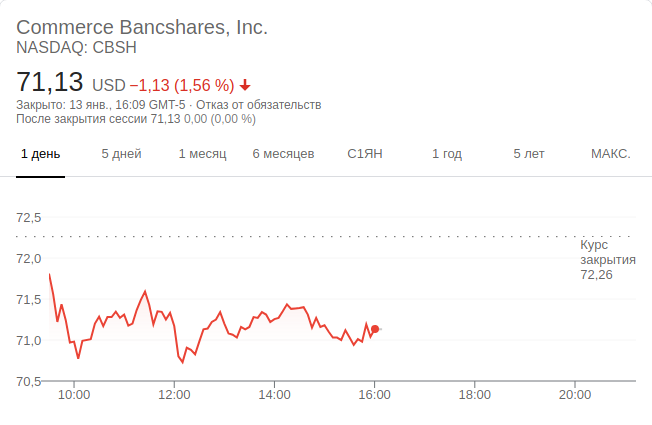 Commerce Bancshares, Inc.
NASDAQ: CBSH
71,13 USD −1,13 (1,56 %)
Закрыто: 13 янв., 16:09 GMT-5 · Отказ от обязательств
После закрытия сессии 71,13 0,00 (0,00 %)
1 день 5 дней 1 месяц 6 месяцев С1ЯН 1 год 5 лет МАКС.
72,5
Курс
закрытия
72,26
72,0
71,5
71,0
70,5
10:00 12:00 14:00 16:00 18:00 20:00